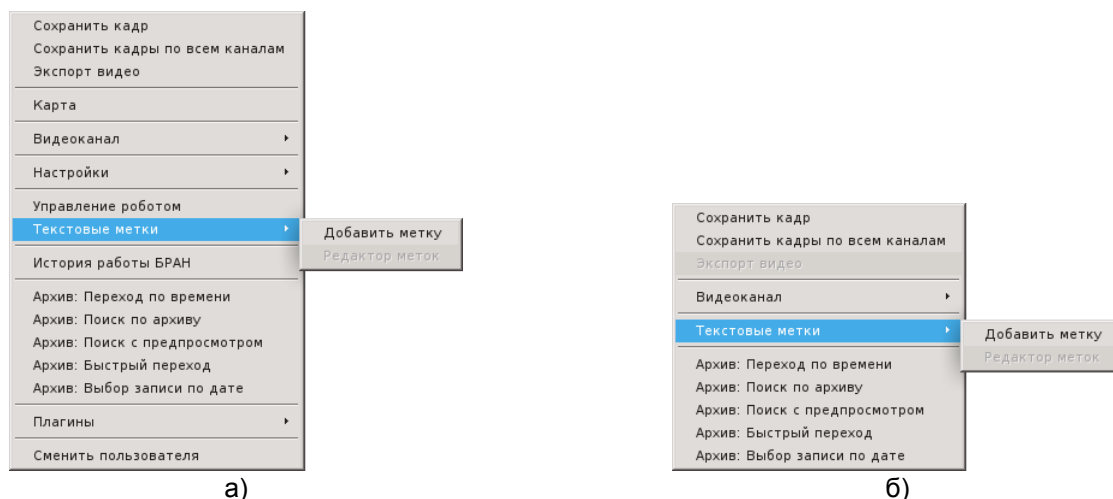 Сохранить кадр
Сохранить кадры по всем каналам
Экспорт видео
Карта
Видеоканал
Настройки
Управление роботом
Текстовые метки
Добавить метку
Редактор меток
История работы БРАН
Архив: Переход по времени
Архив: Поиск по архиву
Архив: Поиск с предпросмотром
Архив: Быстрый переход
Архив: Выбор записи по дате
Плагины
Сменить пользователя
а)
Сохранить кадр
Сохранить кадры по всем каналам
Экспорт видео
Видеоканал
Текстовые метки
Добавить метку
Редактор меток
Архив: Переход по времени
Архив: Поиск по архиву
Архив: Поиск с предпросмотром
Архив: Быстрый переход
Архив: Выбор записи по дате
б)